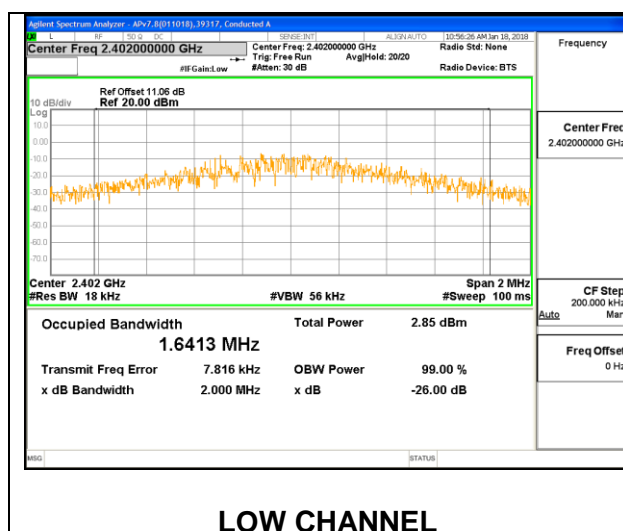 Agilent Spectrum Analyzer - APv7.8(011018),39317, Conducted A
L RF 50 Ω DC SENSE:INT ALIGN AUTO 10:56:26 AM Jan 18, 2018
Center Freq 2.402000000 GHz
Center Freq: 2.402000000 GHz
Radio Std: None
Trig: Free Run Avg|Hold: 20/20
#IFGain:Low #Atten: 30 dB Radio Device: BTS
Frequency
Ref Offset 11.06 dB
10 dB/div Ref 20.00 dBm
Log
10.0
0.00
-10.0
-20.0
-30.0
-40.0
-50.0
-60.0
-70.0
Center Freq
2.402000000 GHz
Center 2.402 GHz Span 2 MHz
#Res BW 18 kHz #VBW 56 kHz #Sweep 100 ms
CF Step
200.000 kHz
Auto Man
Occupied Bandwidth Total Power 2.85 dBm
1.6413 MHz
Transmit Freq Error 7.816 kHz OBW Power 99.00 %
x dB Bandwidth 2.000 MHz x dB -26.00 dB
Freq Offset
0 Hz
MSG STATUS
LOW CHANNEL